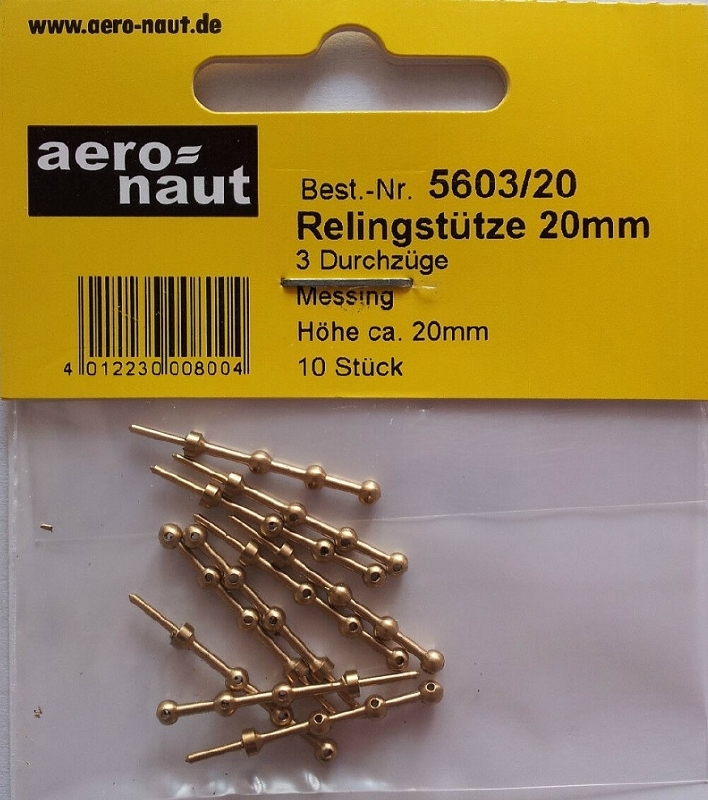 www.aero-naut.de
aero=
naut
Best.-Nr. 5603/20
Relingstütze 20mm
3 Durchzüge
Messing
Höhe ca. 20mm
10 Stück
4 012230 008004